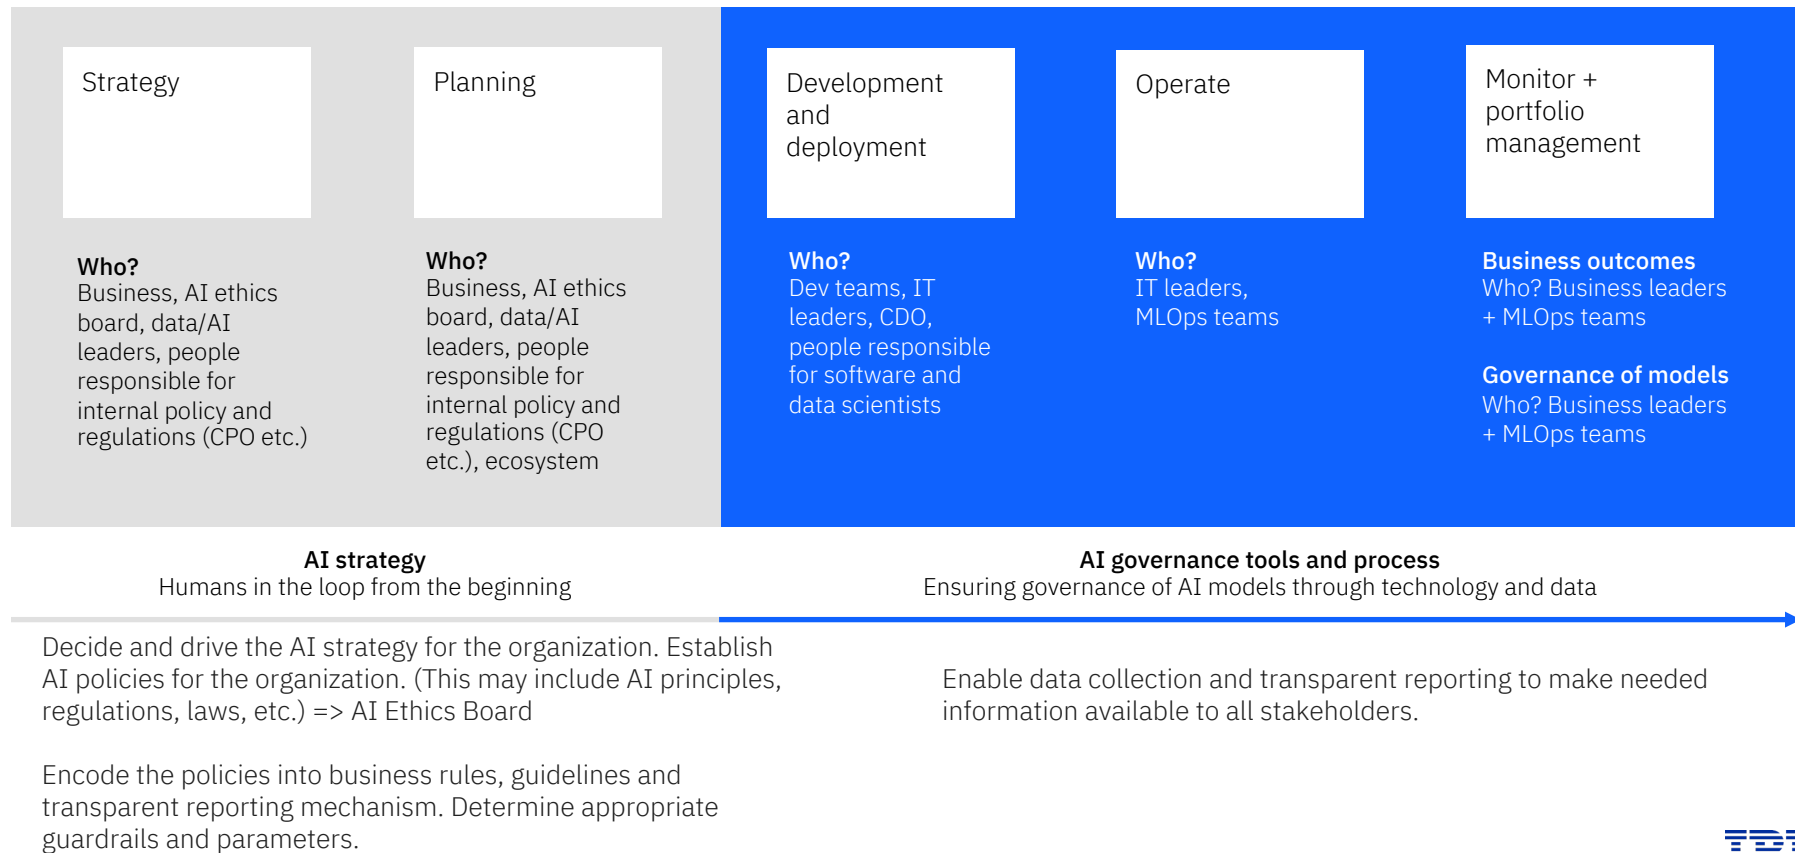 Strategy
Who?
Business, AI ethics
board, data/AI
leaders, people
responsible for
internal policy and
regulations (CPO etc.)
Planning
Who?
Business, AI ethics
board, data/AI
leaders, people
responsible for
internal policy and
regulations (CPO
etc.), ecosystem
Development
and
deployment
Who?
Dev teams, IT
leaders, CDO,
people responsible
for software and
data scientists
Operate
Who?
IT leaders,
MLOps teams
Monitor +
portfolio
management
Business outcomes
Who? Business leaders
+ MLOps teams
Governance of models
Who? Business leaders
+ MLOps teams
AI strategy
Humans in the loop from the beginning
AI governance tools and process
Ensuring governance of AI models through technology and data
Decide and drive the AI strategy for the organization. Establish
AI policies for the organization. (This may include AI principles,
regulations, laws, etc.) => AI Ethics Board
Encode the policies into business rules, guidelines and
transparent reporting mechanism. Determine appropriate
guardrails and parameters.
Enable data collection and transparent reporting to make needed
information available to all stakeholders.